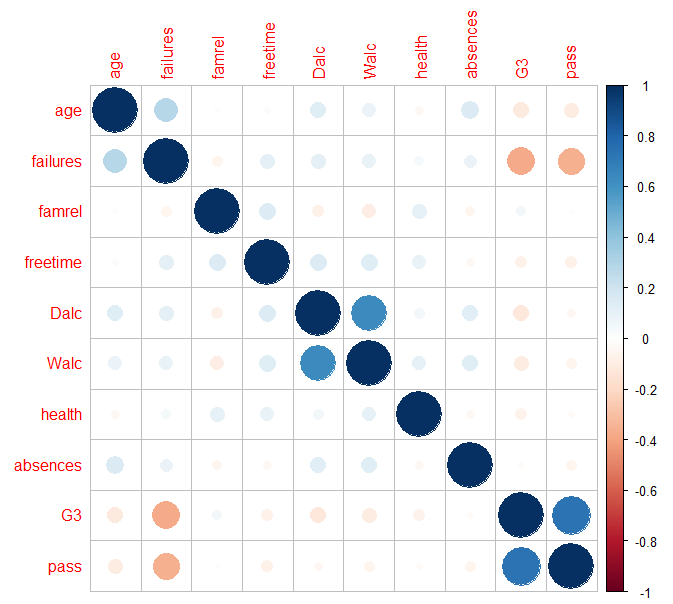 age failures famrel freetime Dalc Walc health absences G3 pass
age
failures
famrel
freetime
Dalc
Walc
health
absences
G3
pass
1
0.8
0.6
0.4
0.2
0
-0.2
-0.4
-0.6
-0.8
-1